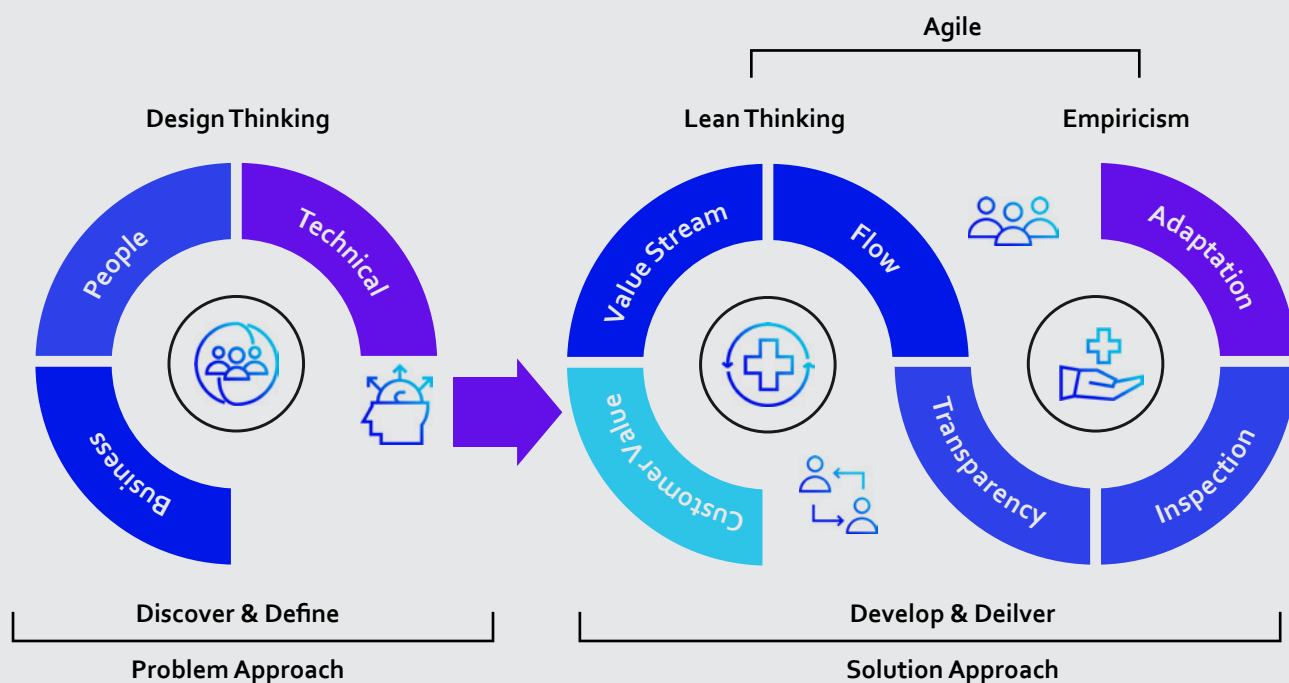 Agile
Design Thinking
Lean Thinking
Empiricism
People
Technical
Business
Value Stream
Flow
Customer Value
Transparency
Inspection
Adaptation
Discover & Define
Problem Approach
Develop & Deilver
Solution Approach